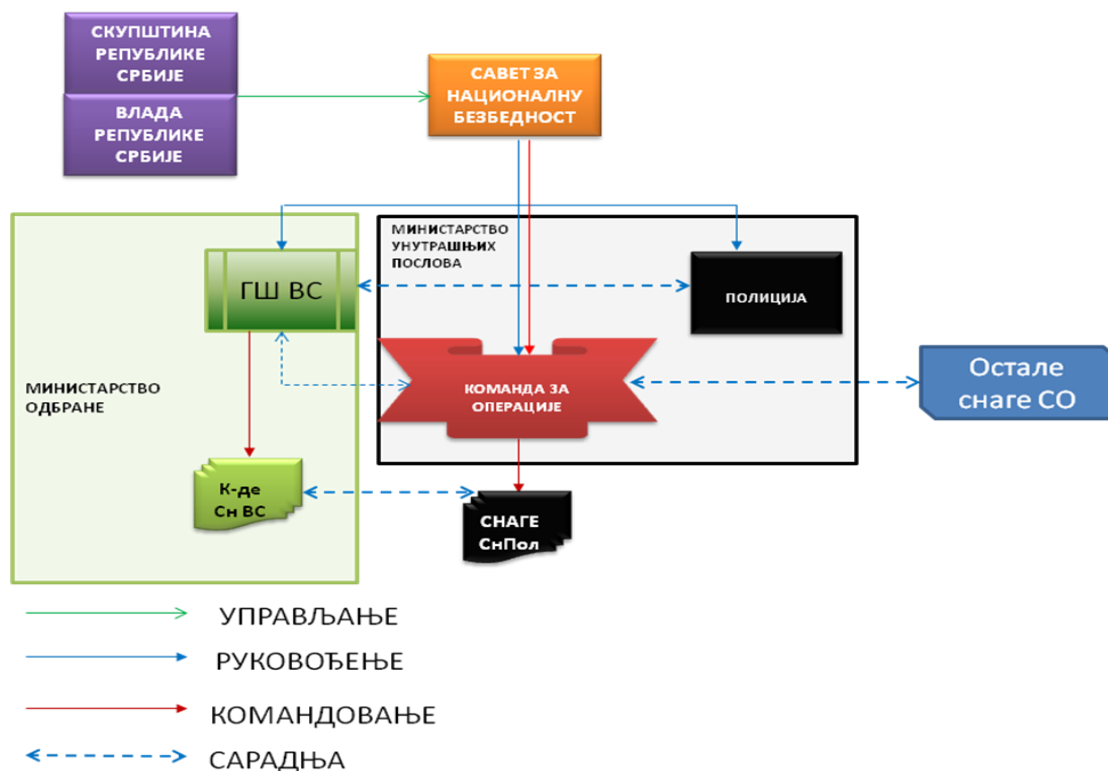 СКУПШТИНА
РЕПУБЛИКЕ
СРБИЈЕ
ВЛАДА
РЕПУБЛИКЕ
СРБИЈЕ
САВЕТ ЗА
НАЦИОНАЛНУ
БЕЗБЕДНОСТ
МИНИСТАРСТВО
УНУТРАШЊИХ
ПОСЛОВА
ГШ ВС
ПОЛИЦИЈА
МИНИСТАРСТВО
ОДБРАНЕ
КОМАНДА ЗА
ОПЕРАЦИЈЕ
Остале
снаге СО
К-де
Сн ВС
СНАГЕ
СнПол
УПРАВЉАЊЕ
РУКОВОЂЕЊЕ
КОМАНДОВАЊЕ
САРАДЊА